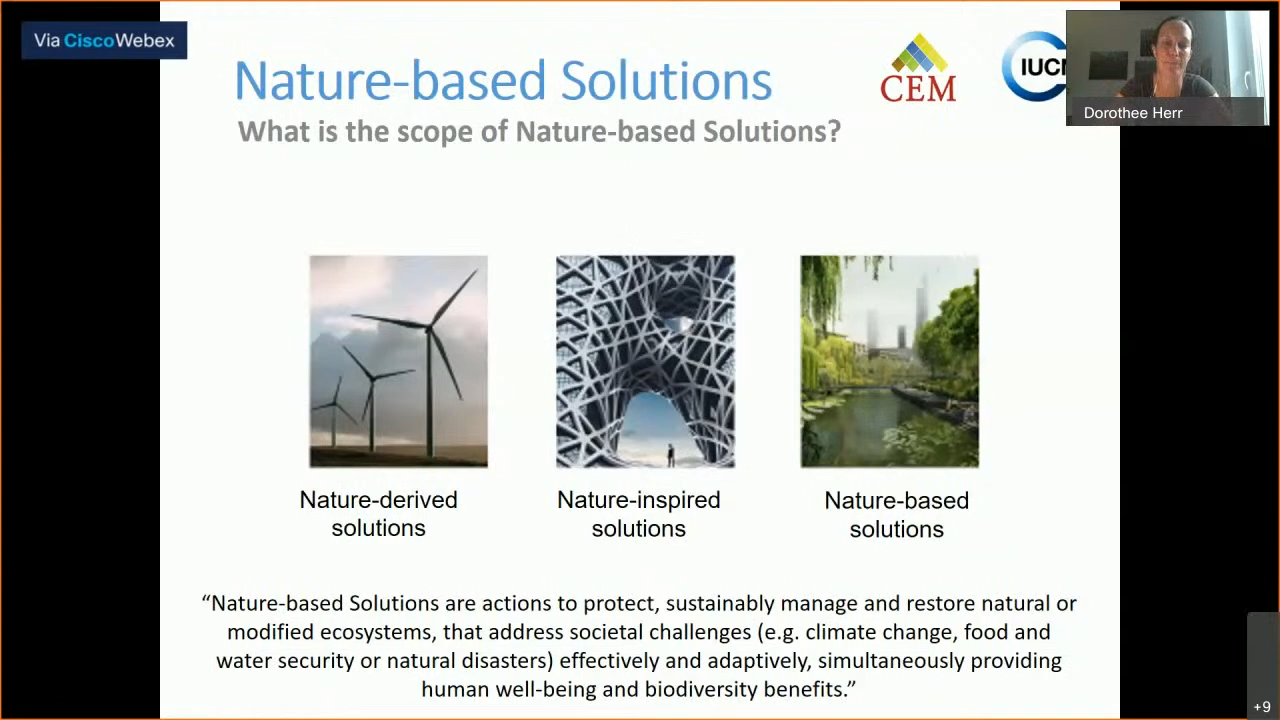 Via CiscoWebex
Nature-based Solutions
CEM
IUC
Dorothee Herr
What is the scope of Nature-based Solutions?
Nature-derived
solutions
Nature-inspired
solutions
Nature-based
solutions
“Nature-based Solutions are actions to protect, sustainably manage and restore natural or
modified ecosystems, that address societal challenges (e.g. climate change, food and
water security or natural disasters) effectively and adaptively, simultaneously providing
human well-being and biodiversity benefits.”
+9